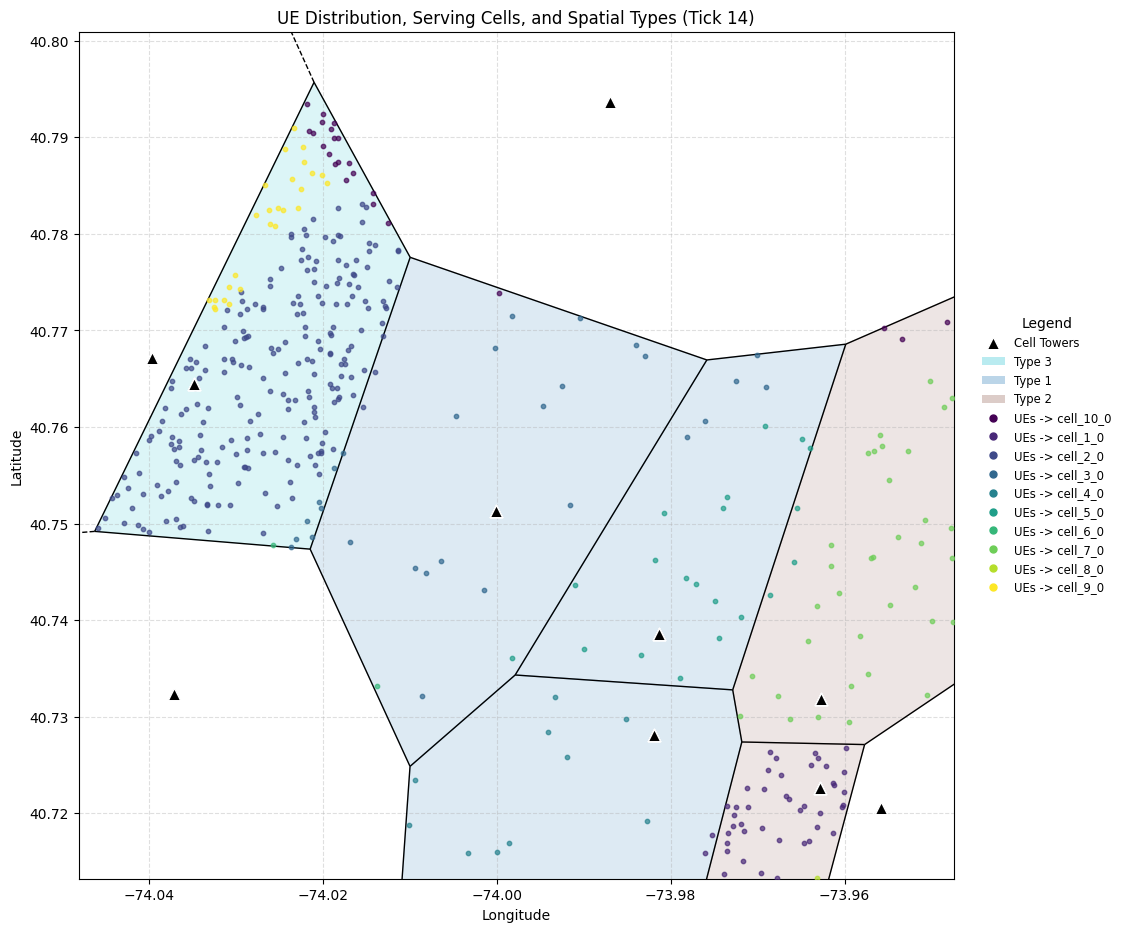 UE Distribution, Serving Cells, and Spatial Types (Tick 14)
40.80
40.79
40.78
40.77
40.76
40.75
40.74
40.73
40.72
Latitude
−74.04
−74.02
−74.00
−73.98
−73.96
Longitude
Legend
Cell Towers
Type 3
Type 1
Type 2
UEs -> cell_10_0
UEs -> cell_1_0
UEs -> cell_2_0
UEs -> cell_3_0
UEs -> cell_4_0
UEs -> cell_5_0
UEs -> cell_6_0
UEs -> cell_7_0
UEs -> cell_8_0
UEs -> cell_9_0